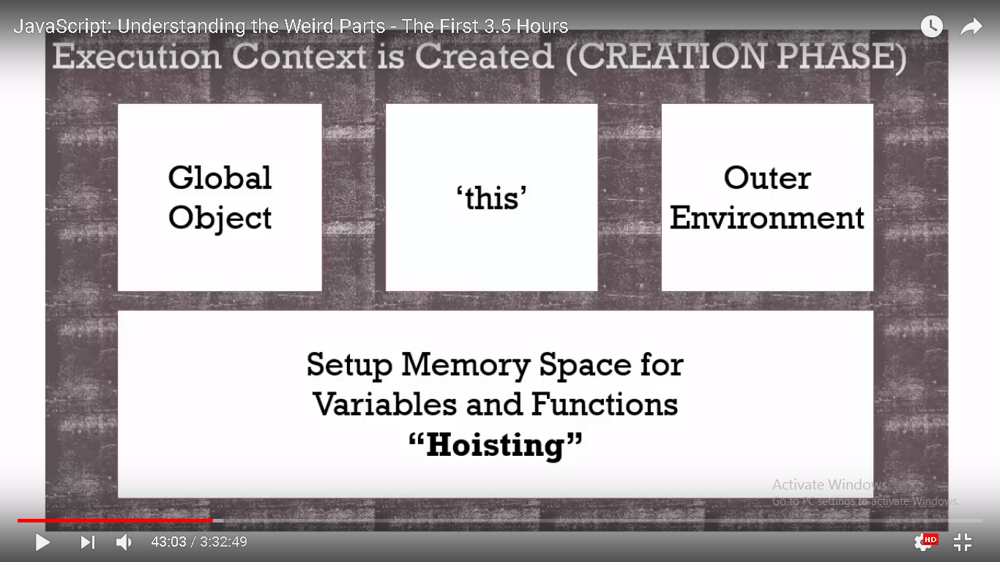 JavaScript: Understanding the Weird Parts - The First 3.5 Hours
Execution Context is Created (CREATION PHASE)
Global
Object
‘this’
Outer
Environment
Setup Memory Space for
Variables and Functions
“Hoisting”
Activate Windows
Go to PC settings to activate Windows.
43:03 / 3:32:49
HD